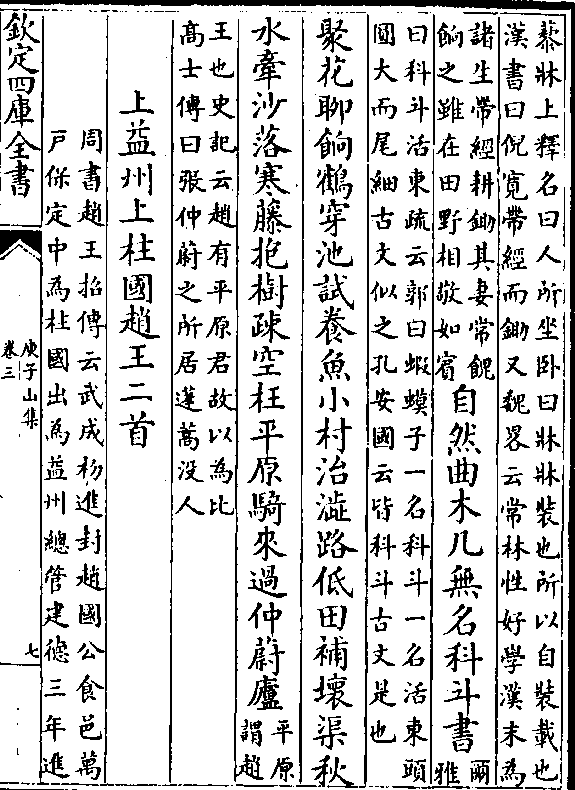 藜牀上釋名曰人所坐卧曰牀牀裝也所以自裝載也
漢書曰倪寛帶經而鋤又魏畧云常林性好學漢末為
諸生帶經耕鋤其妻常餽
餉之雖在田野相敬如賓
自然曲木几無名科斗書
爾
雅
曰科斗活東疏云郭曰蝦蟆子一名科斗一名活東頭
圓大而尾細古文似之孔安國云皆科斗古文是也
聚花聊餉鶴穿池試養魚小村治澁路低田補壞渠秋
水牽沙落寒藤抱樹疎空枉平原騎來過仲蔚廬
平原
謂趙
王也史記云趙有平原君故以為比
髙士傳曰張仲蔚之所居蓬蒿没人
上益州上柱國趙王二首
周書趙王招傳云武成初進封趙國公食邑萬
戸保定中為柱國出為益州總管建德三年進
欽定四庫全書
庾子山集
卷三
七